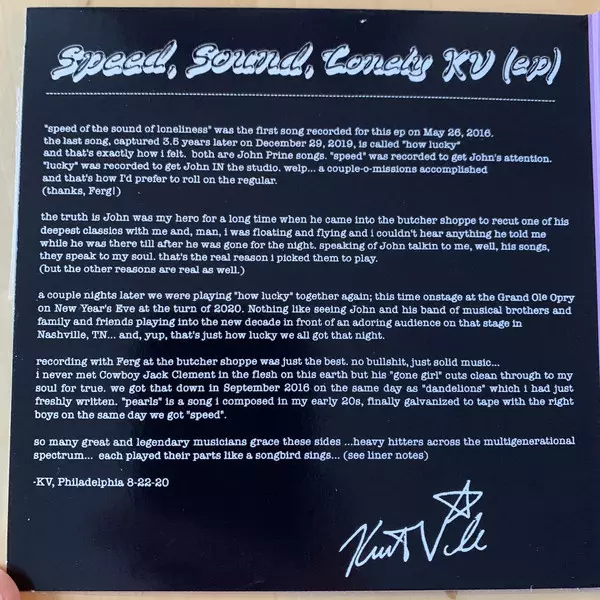 Speed, Sound, Lonely KV (ep)
"speed of the sound of loneliness" was the first song recorded for this ep on May 26, 2016.
the last song, captured 3.5 years later on December 29, 2019, is called "how lucky"
and that's exactly how i felt. both are John Prine songs. "speed" was recorded to get John's attention.
"lucky" was recorded to get John IN the studio. welp... a couple-o-missions accomplished
and that's how I'd prefer to roll on the regular.
(thanks, Ferg!)
the truth is John was my hero for a long time when he came into the butcher shoppe to recut one of his
deepest classics with me and, man, i was floating and flying and i couldn't hear anything he told me
while he was there till after he was gone for the night. speaking of John talkin to me, well, his songs,
they speak to my soul. that's the real reason i picked them to play.
(but the other reasons are real as well.)
a couple nights later we were playing "how lucky" together again; this time onstage at the Grand Ole Opry
on New Year's Eve at the turn of 2020. Nothing like seeing John and his band of musical brothers and
family and friends playing into the new decade in front of an adoring audience on that stage in
Nashville, TN... and, yup, that's just how lucky we all got that night.
recording with Ferg at the butcher shoppe was just the best. no bullshit, just solid music...
i never met Cowboy Jack Clement in the flesh on this earth but his "gone girl" cuts clean through to my
soul for true. we got that down in September 2016 on the same day as "dandelions" which i had just
freshly written. "pearls" is a song i composed in my early 20s, finally galvanized to tape with the right
boys on the same day we got "speed".
so many great and legendary musicians grace these sides ...heavy hitters across the multigenerational
spectrum... each played their parts like a songbird sings... (see liner notes)
-KV, Philadelphia 8-22-20
Kurt Vile